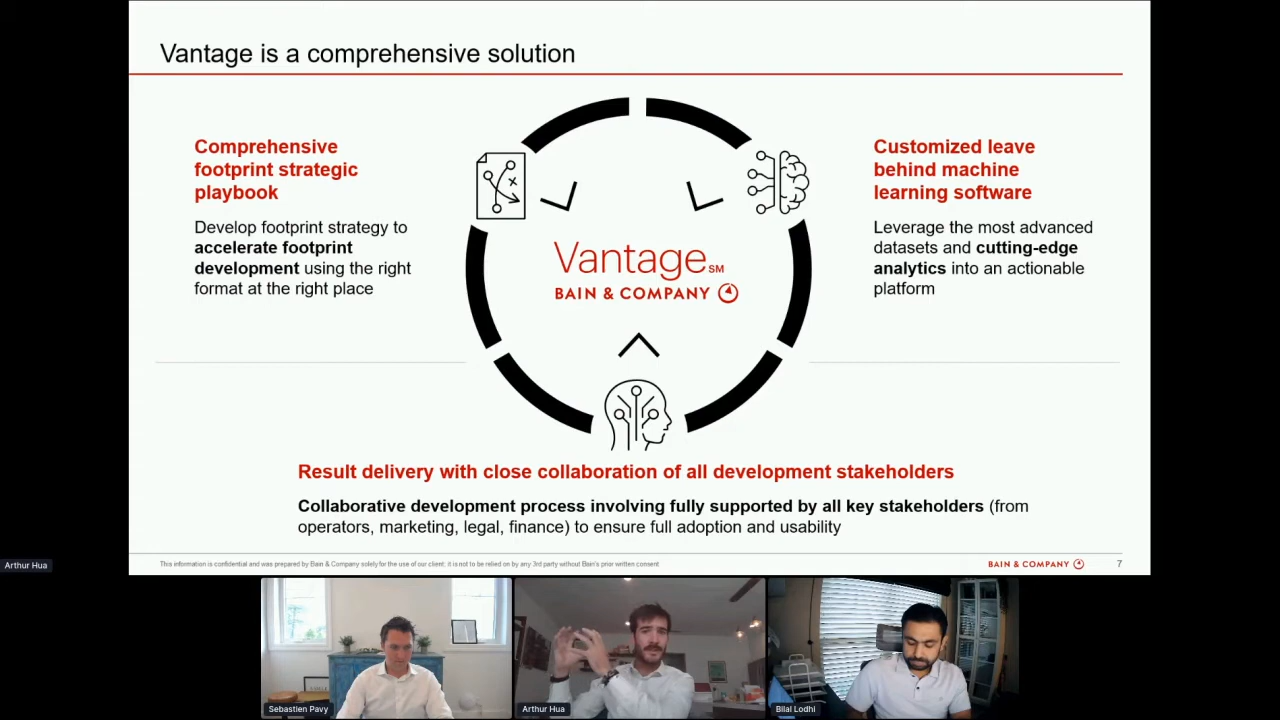 Vantage is a comprehensive solution
Comprehensive
footprint strategic
playbook
Develop footprint strategy to
accelerate footprint
development using the right
format at the right place
Customized leave
behind machine
learning software
Leverage the most advanced
datasets and cutting-edge
analytics into an actionable
platform
Vantage SM
BAIN & COMPANY
Result delivery with close collaboration of all development stakeholders
Collaborative development process involving fully supported by all key stakeholders (from
operators, marketing, legal, finance) to ensure full adoption and usability
This information is confidential and was prepared by Bain & Company solely for the use of our client; it is not to be relied on by any 3rd party without Bain's prior written consent
BAIN & COMPANY
7
Arthur Hua
Sebastien Pavy
Arthur Hua
Bilal Lodhi